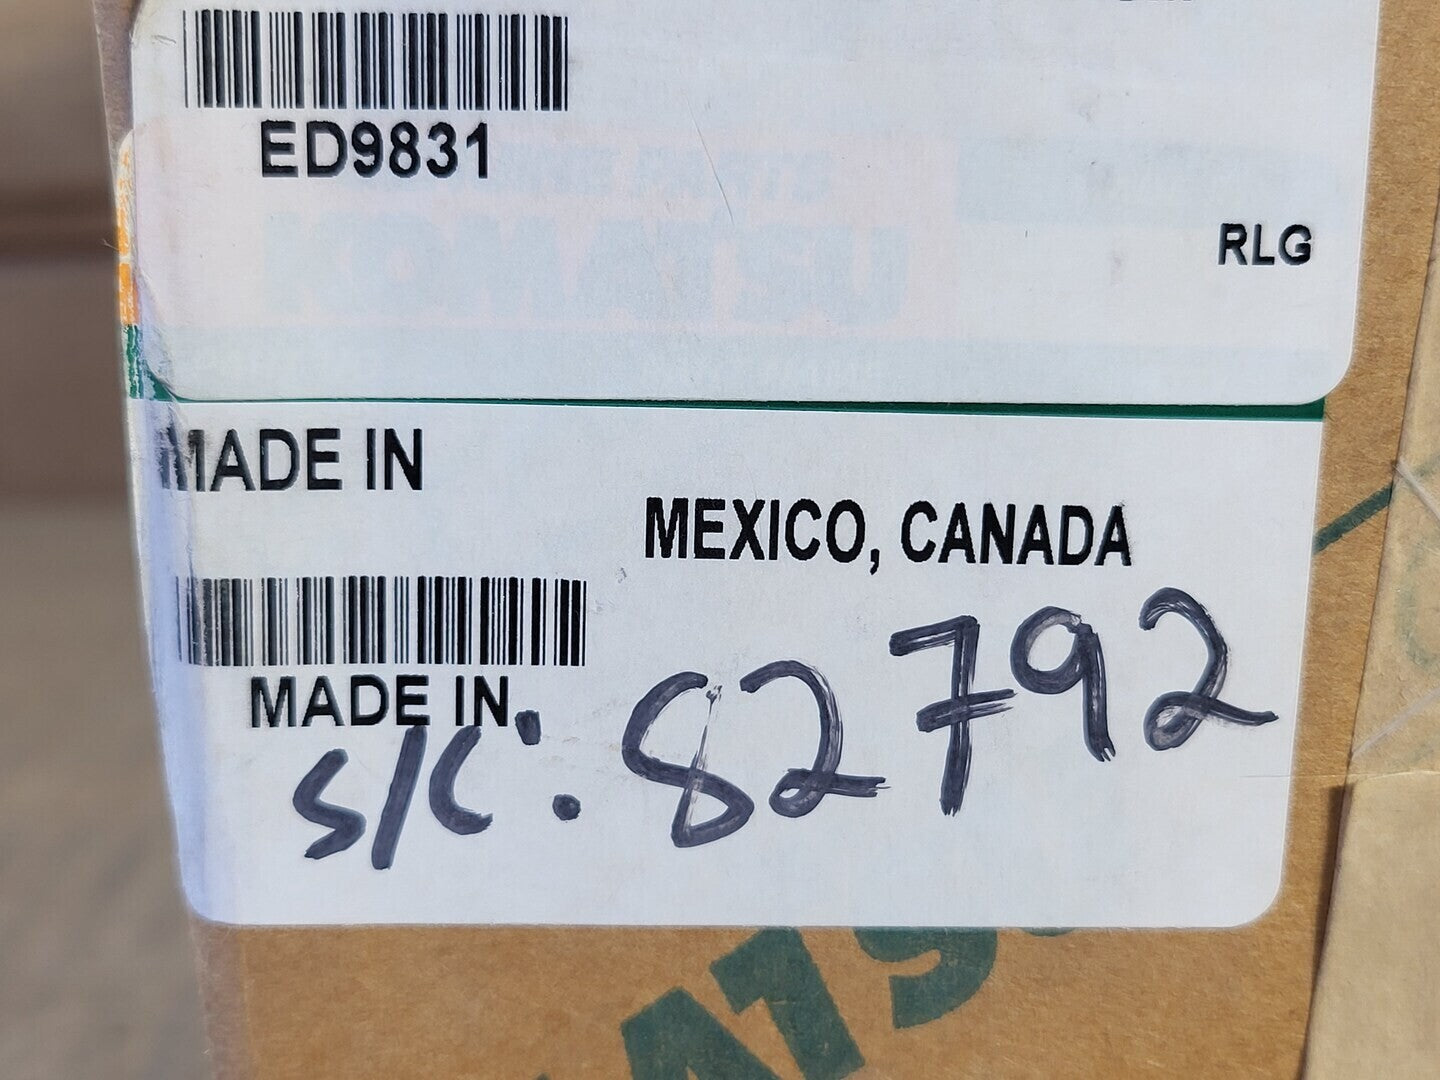 ED9831
RLG
MADE IN
MEXICO, CANADA
MADE IN
S/C: 82792